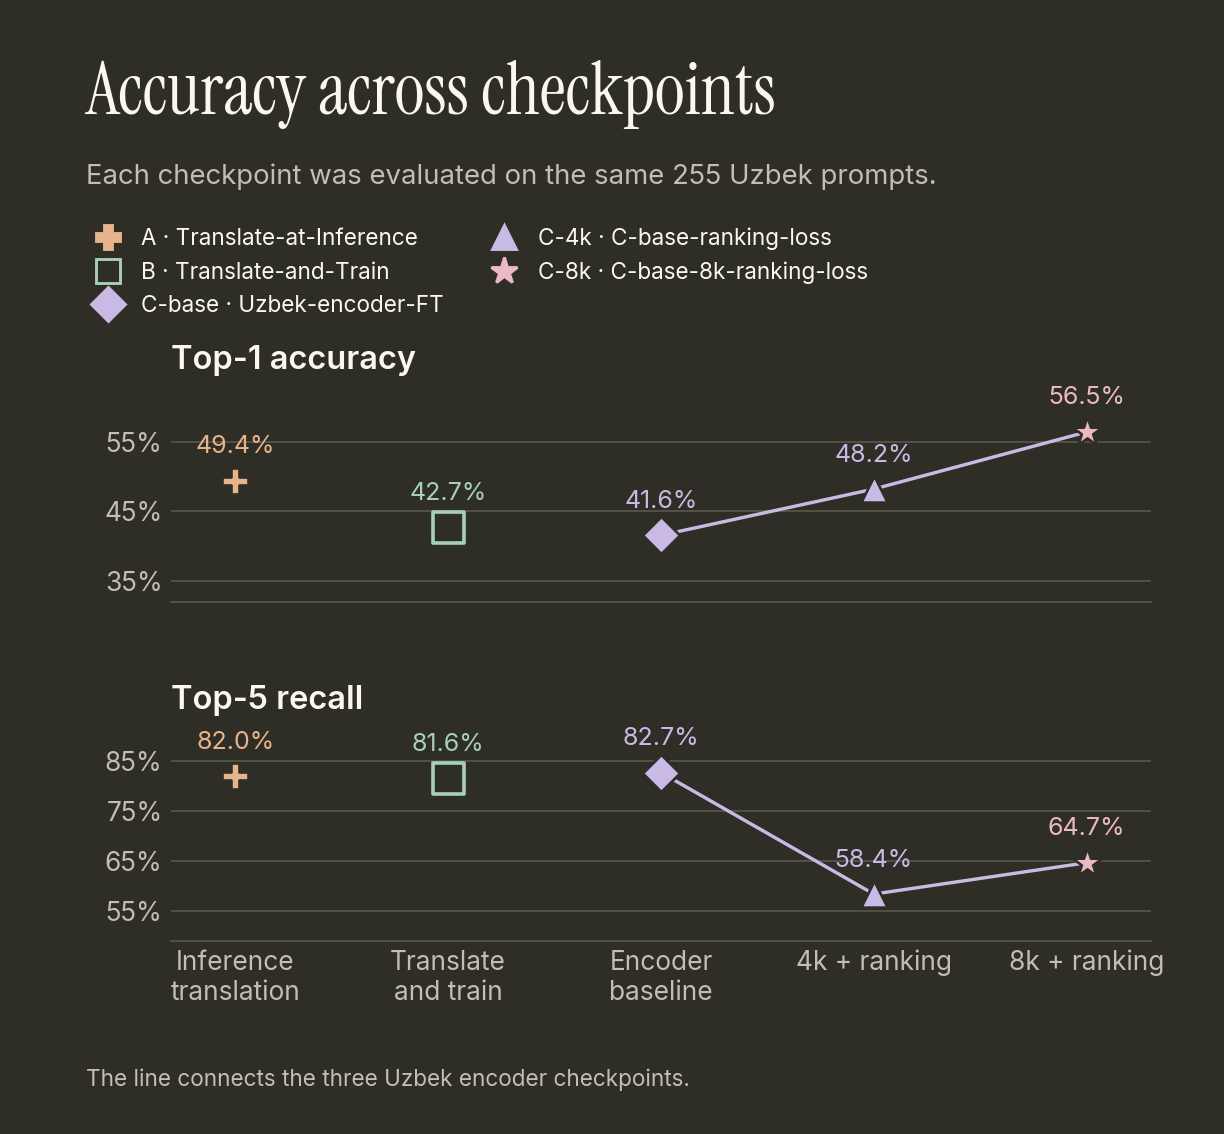 Accuracy across checkpoints
Each checkpoint was evaluated on the same 255 Uzbek prompts.
A · Translate-at-Inference
B · Translate-and-Train
C-base · Uzbek-encoder-FT
C-4k · C-base-ranking-loss
C-8k · C-base-8k-ranking-loss
Top-1 accuracy
55%
45%
35%
49.4%
42.7%
41.6%
48.2%
56.5%
Top-5 recall
85%
75%
65%
55%
82.0%
81.6%
82.7%
58.4%
64.7%
Inference
translation
Translate
and train
Encoder
baseline
4k + ranking
8k + ranking
The line connects the three Uzbek encoder checkpoints.